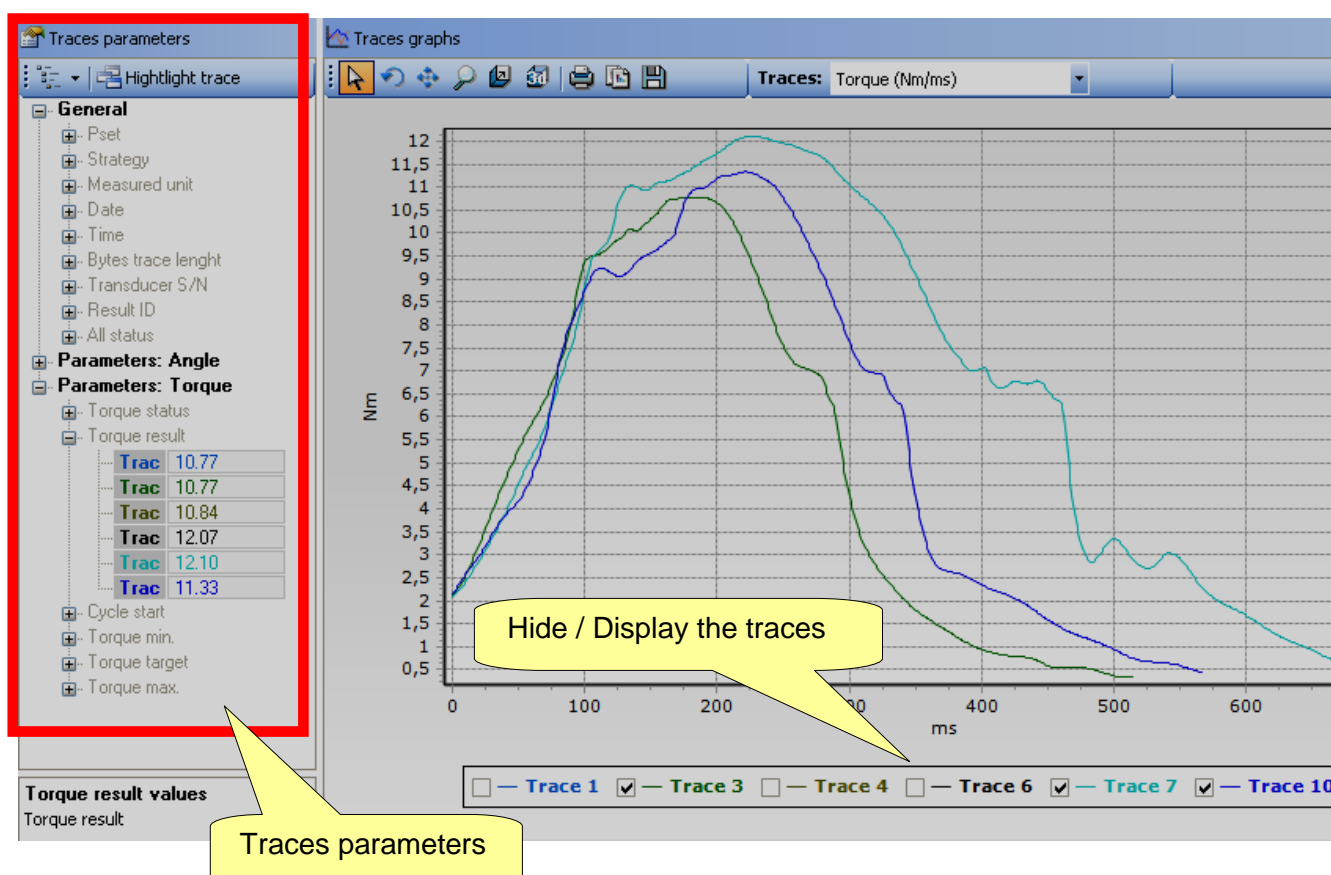 Traces parameters
Hightlight trace
General
Pset
Strategy
Measured unit
Date
Time
Bytes trace lenght
Transducer S/N
Result ID
All status
Parameters: Angle
Parameters: Torque
Torque status
Torque result
Trac 10.77
Trac 10.77
Trac 10.84
Trac 12.07
Trac 12.10
Trac 11.33
Cycle start
Torque min.
Torque target
Torque max.
Torque result values
Torque result
Traces parameters
Traces graphs
3d
Traces: Torque (Nm/ms)
12
11,5
11
10,5
10
9,5
9
8,5
8
7,5
7
6,5
6
5,5
5
4,5
4
3,5
3
2,5
2
1,5
1
0,5
Nm
0 100 200 300 400 500 600
ms
Hide / Display the traces
Trace 1 Trace 3 Trace 4 Trace 6 Trace 7 Trace 10